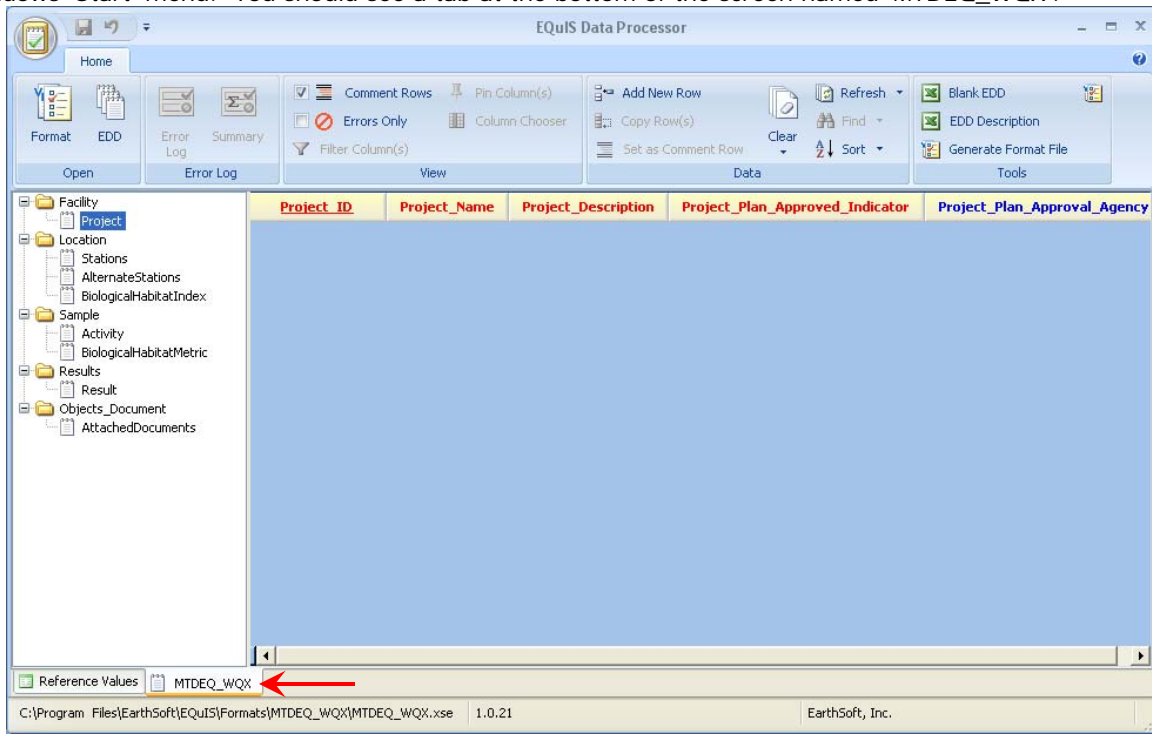 EQuIS Data Processor
Home
Comment Rows Pin Column(s) Add New Row Refresh Blank EDD
Errors Only Column Chooser Copy Row(s) Find EDD Description
Format EDD Error Log Summary Filter Column(s) Set as Comment Row Clear Sort Generate Format File
Open Error Log View Data Tools
Facility
Project
Location
Stations
AlternateStations
BiologicalHabitatIndex
Sample
Activity
BiologicalHabitatMetric
Results
Result
Objects_Document
AttachedDocuments
Project_ID Project_Name Project_Description Project_Plan_Approved_Indicator Project_Plan_Approval_Agency
Reference Values MTDEQ_WQX
C:\Program Files\EarthSoft\EQuIS\Formats\MTDEQ_WQX\MTDEQ_WQX.xse 1.0.21 EarthSoft, Inc.